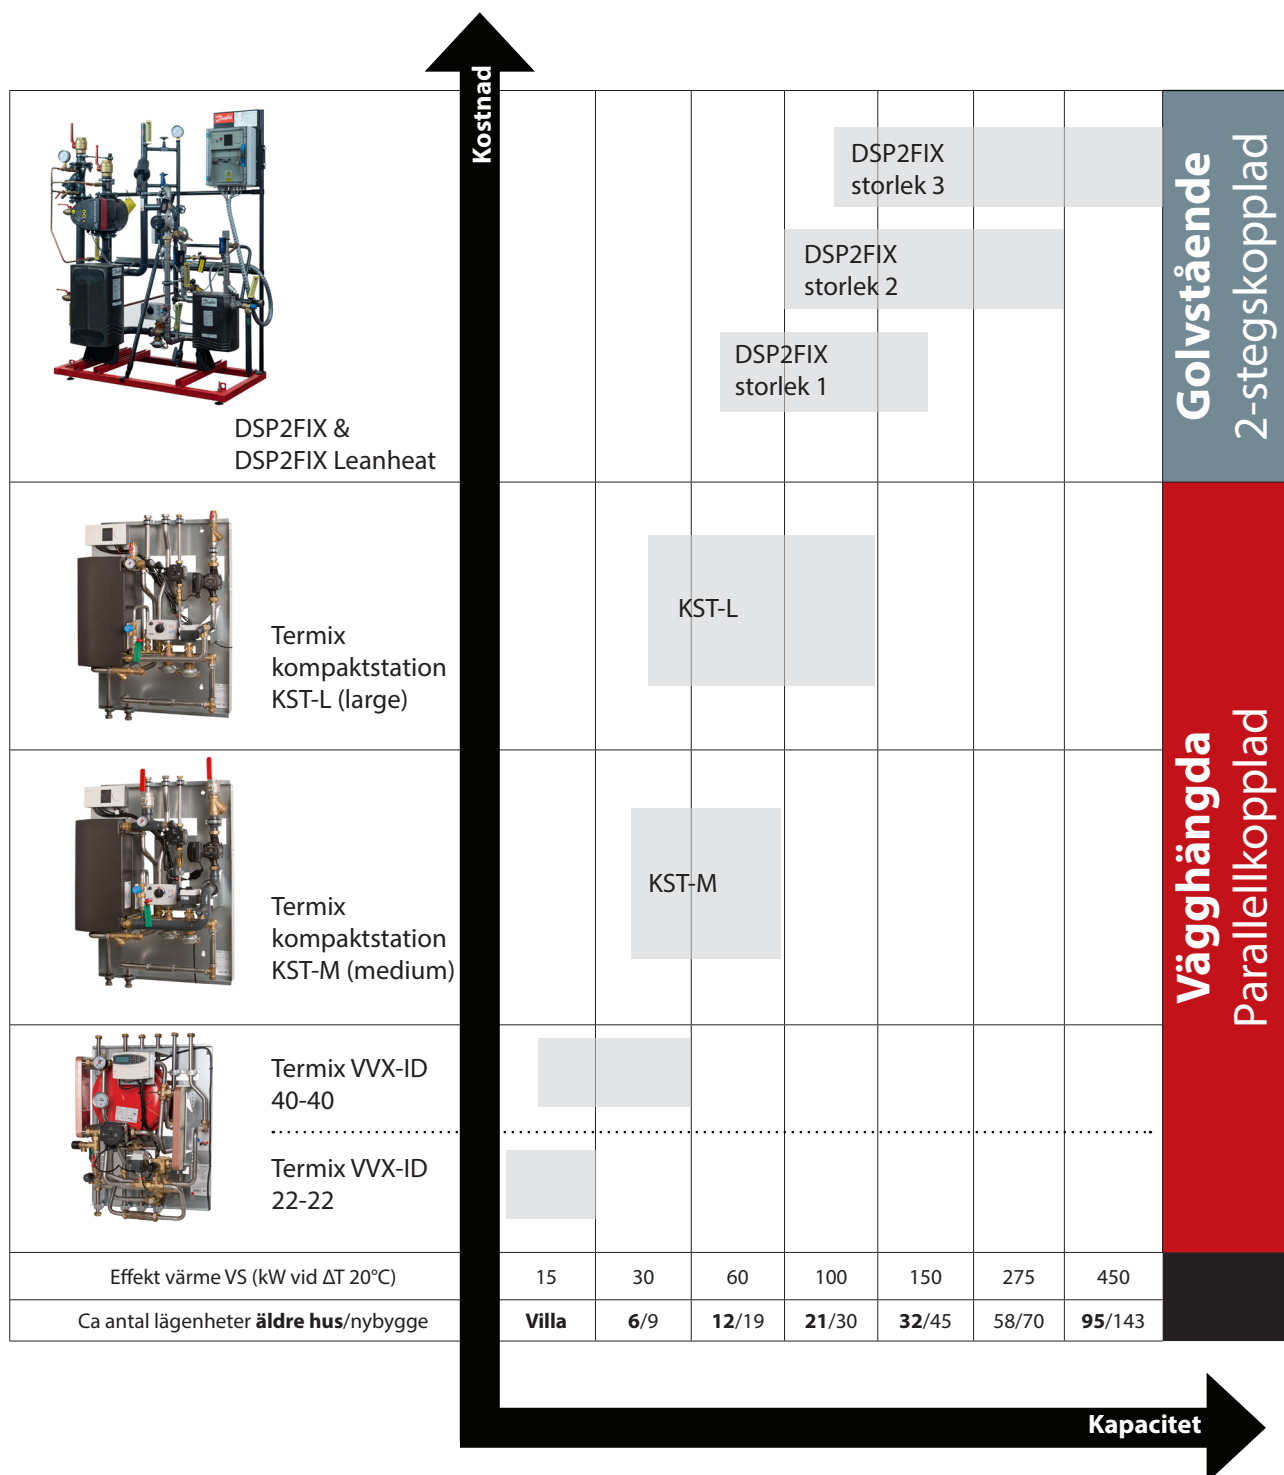 Kostnad
DSP2FIX
storlek 3
DSP2FIX
storlek 2
DSP2FIX
storlek 1
Golvstående
2-stegskopplad
Danfoss
DSP2FIX &
DSP2FIX Leanheat
Termix
kompaktstation
KST-L (large)
KST-L
Vägghängda
Parallellkopplad
Termix
kompaktstation
KST-M (medium)
KST-M
Termix VVX-ID
40-40
Termix VVX-ID
22-22
Effekt värme VS (kW vid ΔT 20°C) 15 30 60 100 150 275 450
Ca antal lägenheter äldre hus/nybygge Villa 6/9 12/19 21/30 32/45 58/70 95/143
Kapacitet